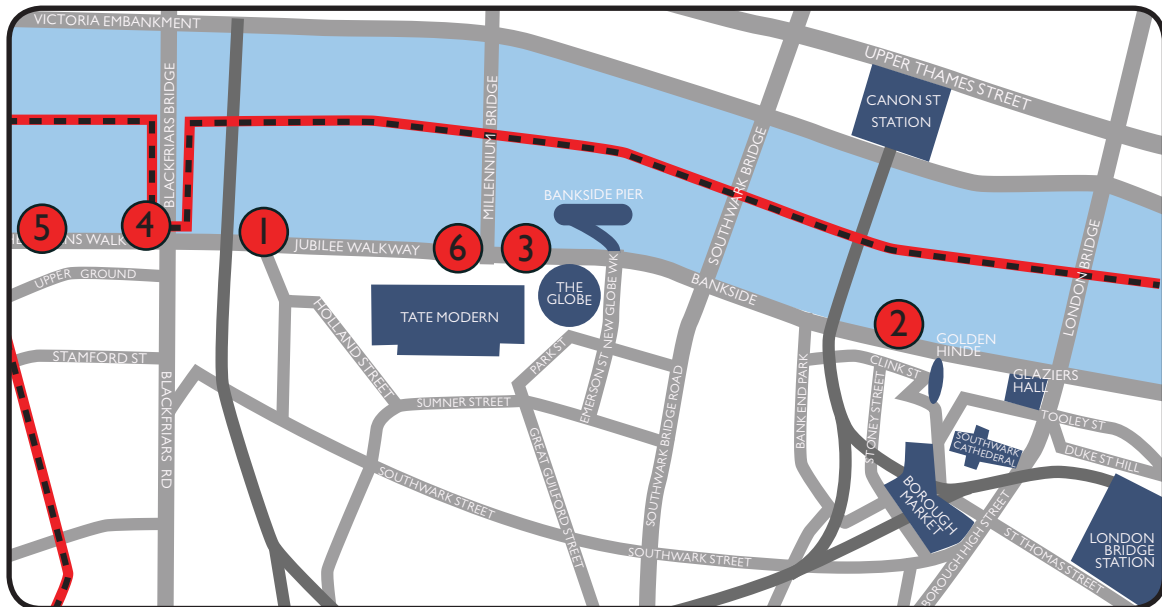 VICTORIA EMBANKMENT
BLACKFRIARS BRIDGE
MILLENNIUM BRIDGE
UPPER THAMES STREET
CANON ST
STATION
SOUTHWARK BRIDGE
LONDON BRIDGE
BANKSIDE PIER
5
4
1
6
3
2
NS WALK
JUBILEE WALKWAY
BANKSIDE
UPPER GROUND
STAMFORD ST
BLACKFRIARS RD
HOLLAND STREET
TATE MODERN
THE
GLOBE
NEW GLOBE WK
PARK ST
EMERSON ST
SUMNER STREET
GREAT GUILFORD STREET
SOUTHWARK BRIDGE ROAD
SOUTHWARK STREET
SOUTHWARK STREET
BANK END PARK
STONEY STREET
CLINK ST
GOLDEN
HINDE
GLAZIERS
HALL
TOOLEY ST
DUKE ST HILL
SOUTHWARK
CATHEDERAL
BOROUGH
MARKET
BOROUGH HIGH STREET
ST THOMAS STREET
LONDON
BRIDGE
STATION